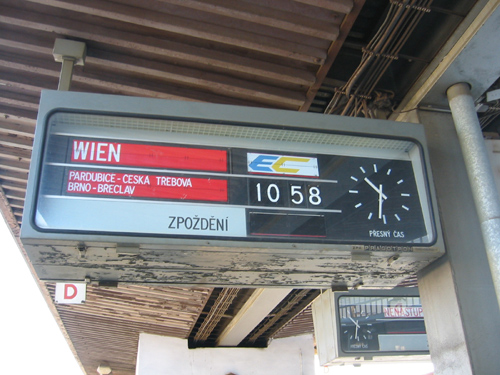 WIEN
EC
PARDUBICE-ČESKÁ TŘEBOVÁ
BRNO-BŘECLAV
10 58
ZPOŽDĚNÍ
PŘESNÝ ČAS
D